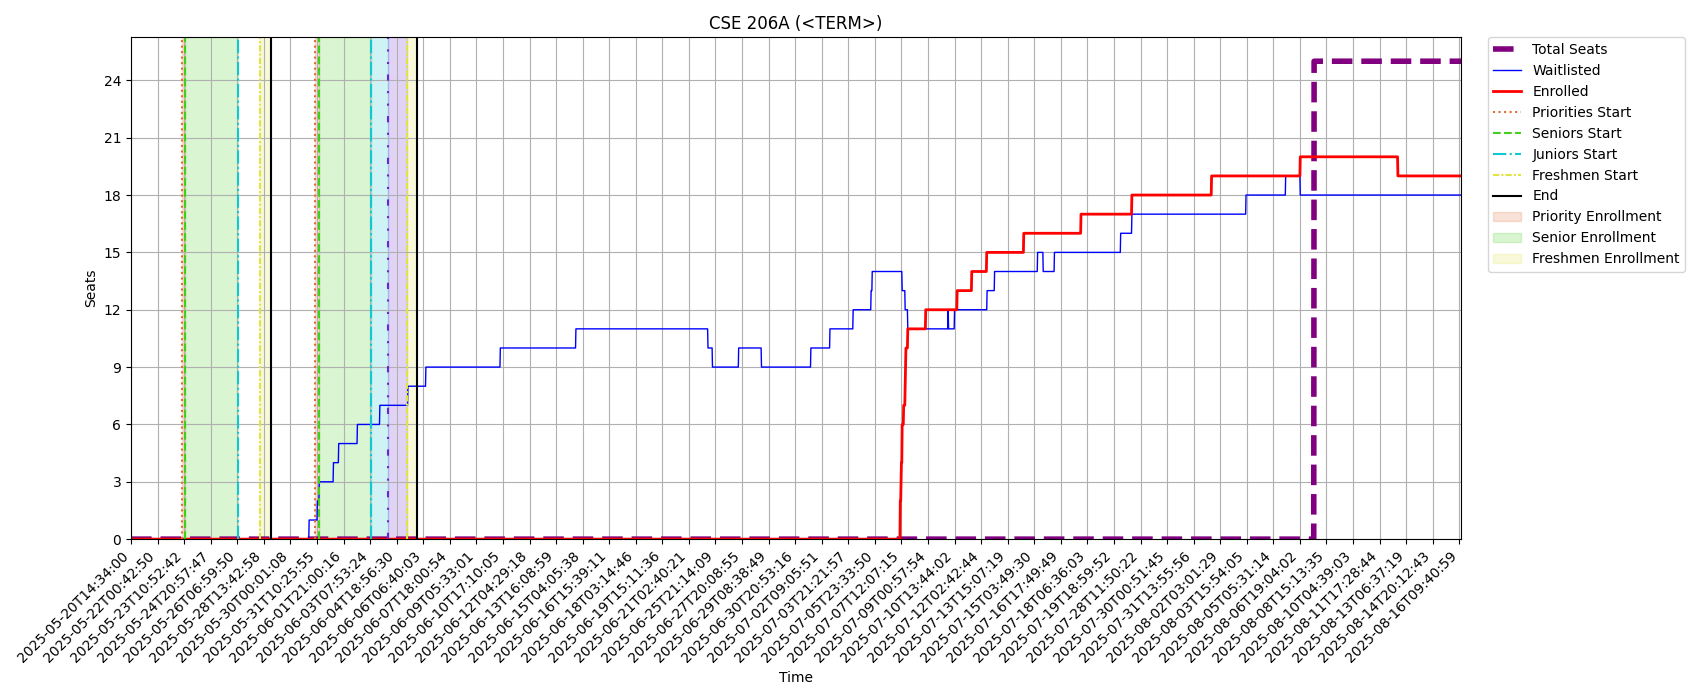 CSE 206A (<TERM>)
Seats
24
21
18
15
12
9
6
3
0
Total Seats
Waitlisted
Enrolled
Priorities Start
Seniors Start
Juniors Start
Freshmen Start
End
Priority Enrollment
Senior Enrollment
Freshmen Enrollment
2025-05-20T14:34:00
2025-05-22T00:42:50
2025-05-23T10:52:42
2025-05-24T20:57:47
2025-05-26T06:59:50
2025-05-28T13:42:58
2025-05-30T00:01:08
2025-05-31T10:25:55
2025-06-01T21:00:16
2025-06-03T07:53:24
2025-06-04T18:56:30
2025-06-06T06:40:03
2025-06-07T18:00:54
2025-06-09T05:33:01
2025-06-10T17:10:05
2025-06-12T04:29:18
2025-06-13T16:08:59
2025-06-15T04:05:38
2025-06-16T15:39:11
2025-06-18T03:14:46
2025-06-19T15:11:36
2025-06-21T02:40:21
2025-06-25T21:14:09
2025-06-27T20:08:55
2025-06-29T08:38:49
2025-06-30T20:53:16
2025-07-02T09:05:51
2025-07-03T21:21:57
2025-07-05T23:33:50
2025-07-07T12:07:15
2025-07-09T00:57:54
2025-07-10T13:44:02
2025-07-12T02:42:44
2025-07-13T15:07:19
2025-07-15T03:49:30
2025-07-16T17:49:49
2025-07-18T06:36:03
2025-07-19T18:59:52
2025-07-28T11:50:22
2025-07-30T00:51:45
2025-07-31T13:55:56
2025-08-02T03:01:29
2025-08-03T15:54:05
2025-08-05T05:31:14
2025-08-06T19:04:02
2025-08-08T15:13:35
2025-08-10T04:39:03
2025-08-11T17:28:44
2025-08-13T06:37:19
2025-08-14T20:12:43
2025-08-16T09:40:59
Time